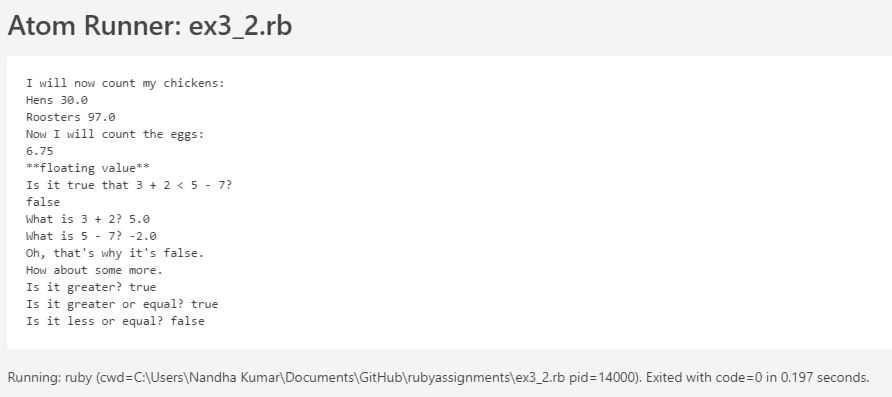 Atom Runner: ex3_2.rb
I will now count my chickens:
Hens 30.0
Roosters 97.0
Now I will count the eggs:
6.75
**floating value**
Is it true that 3 + 2 < 5 - 7?
false
What is 3 + 2? 5.0
What is 5 - 7? -2.0
Oh, that's why it's false.
How about some more.
Is it greater? true
Is it greater or equal? true
Is it less or equal? false
Running: ruby (cwd=C:\Users\Nandha Kumar\Documents\GitHub\rubyassignments\ex3_2.rb pid=14000). Exited with code=0 in 0.197 seconds.